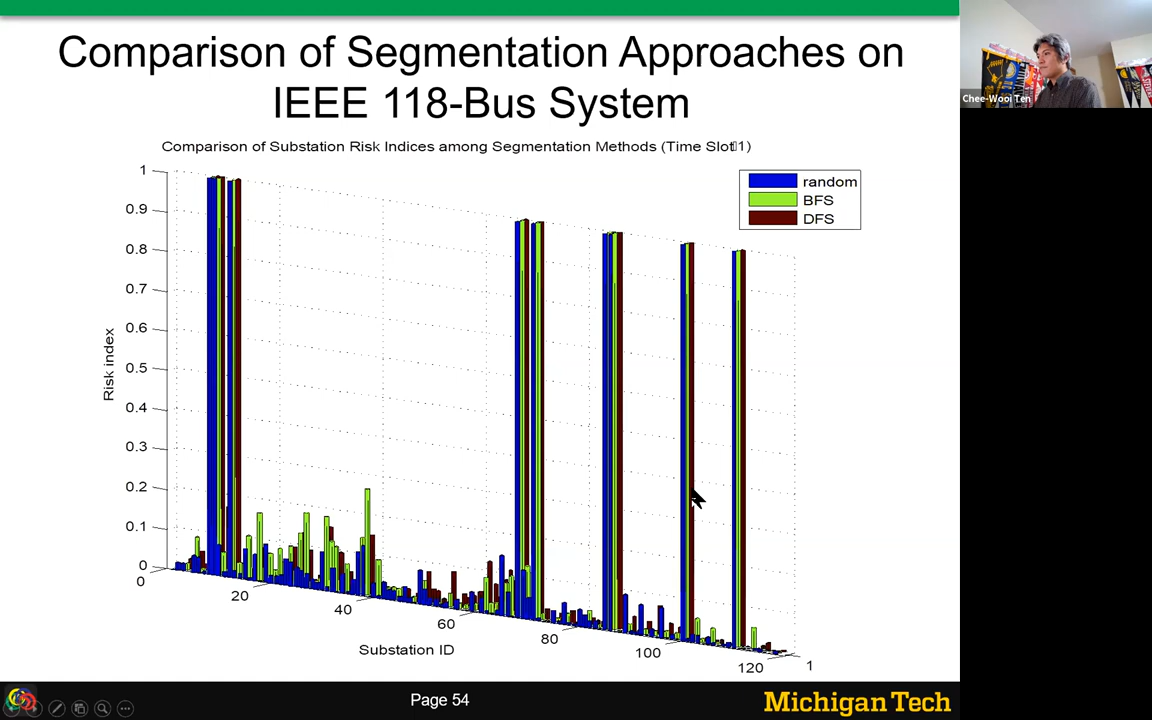 Comparison of Segmentation Approaches on
IEEE 118-Bus System
Chee-Wooi Ten
Comparison of Substation Risk Indices among Segmentation Methods (Time Slot 1)
random
BFS
DFS
1
0.9
0.8
0.7
0.6
0.5
0.4
0.3
0.2
0.1
0
Risk index
0
20
40
60
80
100
120
1
Substation ID
Page 54
Michigan Tech